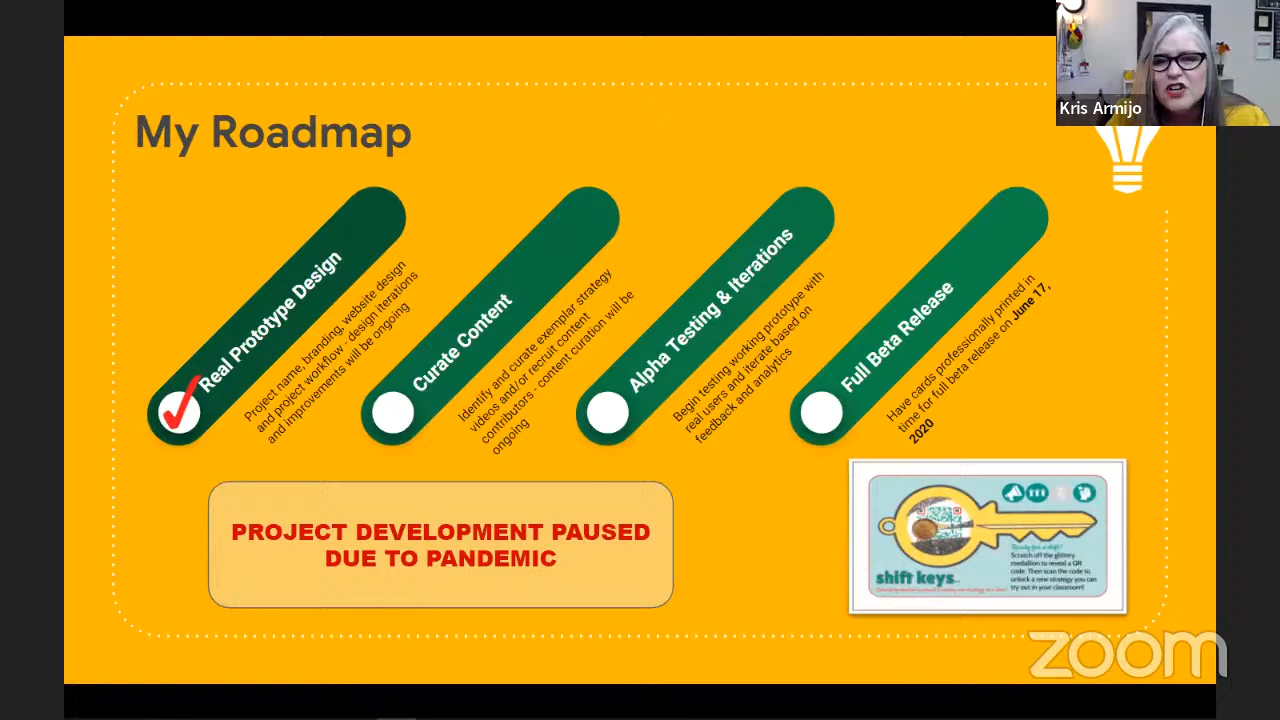 Kris Armijo
My Roadmap
Real Prototype Design
Project name, branding, website design
and project workflow - design iterations
and improvements will be ongoing
Curate Content
Identify and curate exemplar strategy
videos and/or recruit content
contributors - content curation will be
ongoing
Alpha Testing & Iterations
Begin testing working prototype with
real users and iterate based on
feedback and analytics
Full Beta Release
Have cards professionally printed in
time for full beta release on June 17,
2020
PROJECT DEVELOPMENT PAUSED
DUE TO PANDEMIC
Ready for a shift?
Scratch off the glittery
medallion to reveal a QR
code. Then scan the code to
unlock a new strategy you can
try out in your classroom!
shift keys
zoom